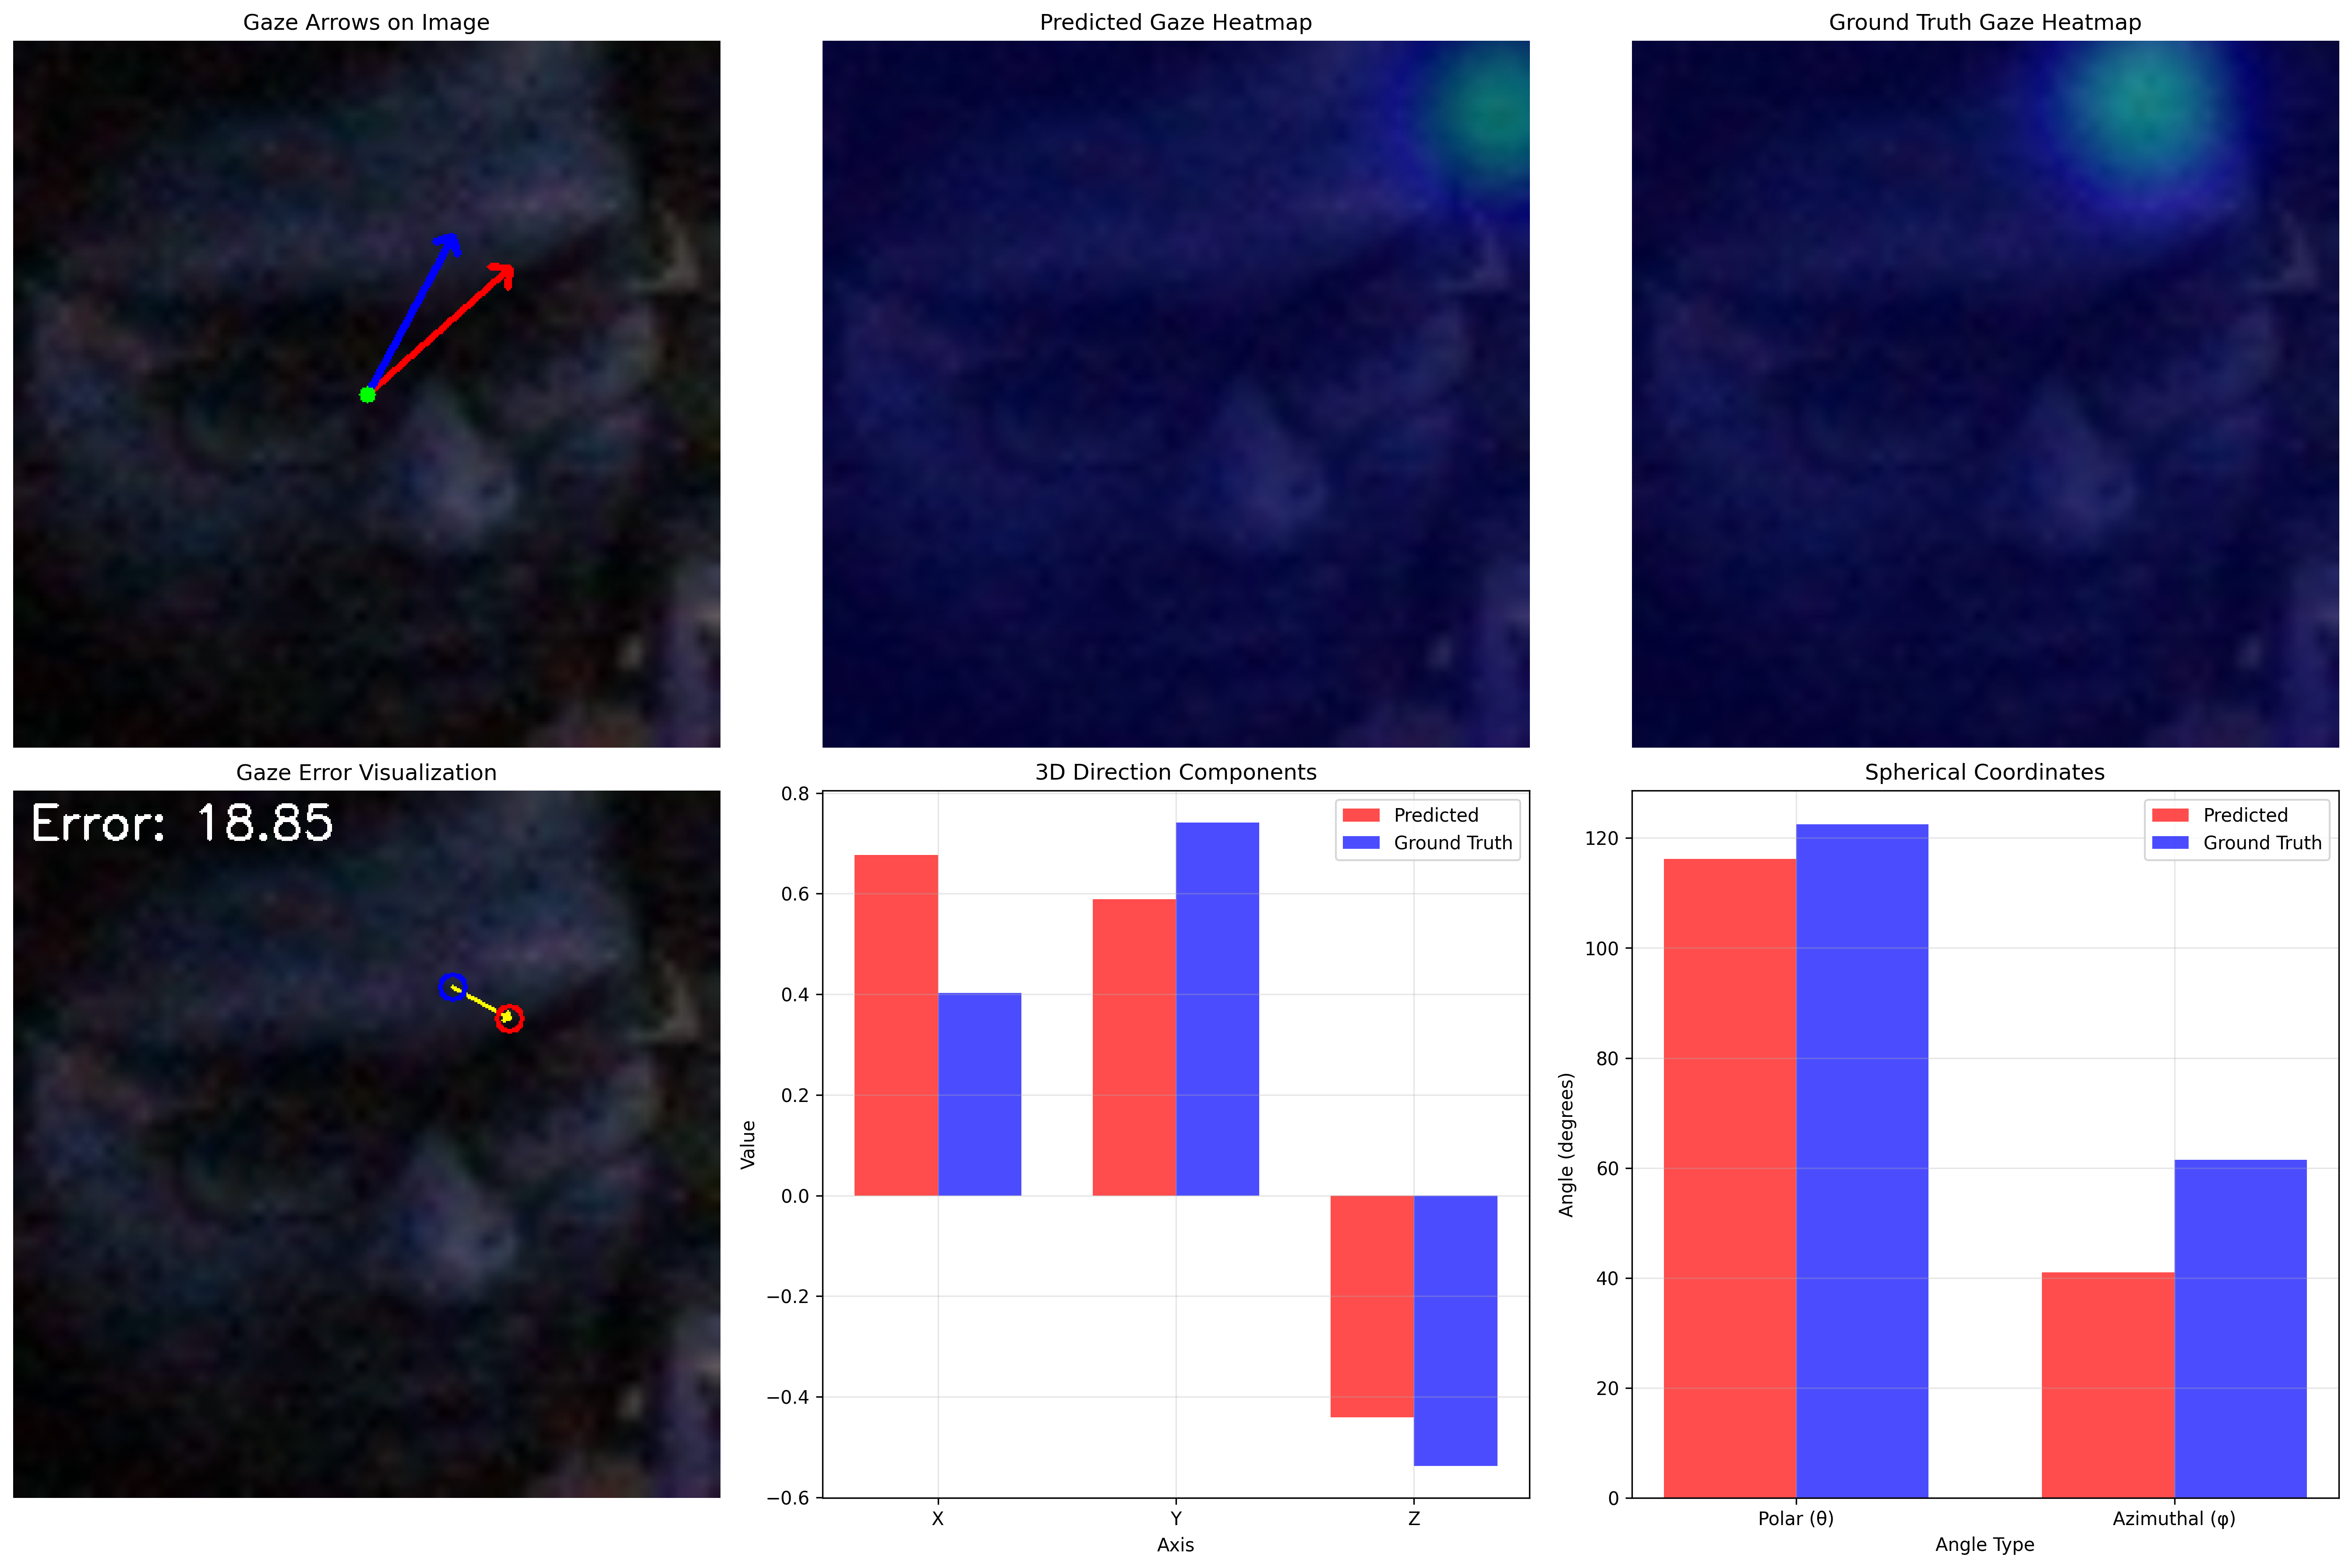 Gaze Arrows on Image
Predicted Gaze Heatmap
Ground Truth Gaze Heatmap
Gaze Error Visualization
Error: 18.85
3D Direction Components
Predicted
Ground Truth
0.8
0.6
0.4
0.2
0.0
−0.2
−0.4
−0.6
Value
X
Y
Z
Axis
Spherical Coordinates
Predicted
Ground Truth
120
100
80
60
40
20
0
Angle (degrees)
Polar (θ)
Azimuthal (φ)
Angle Type